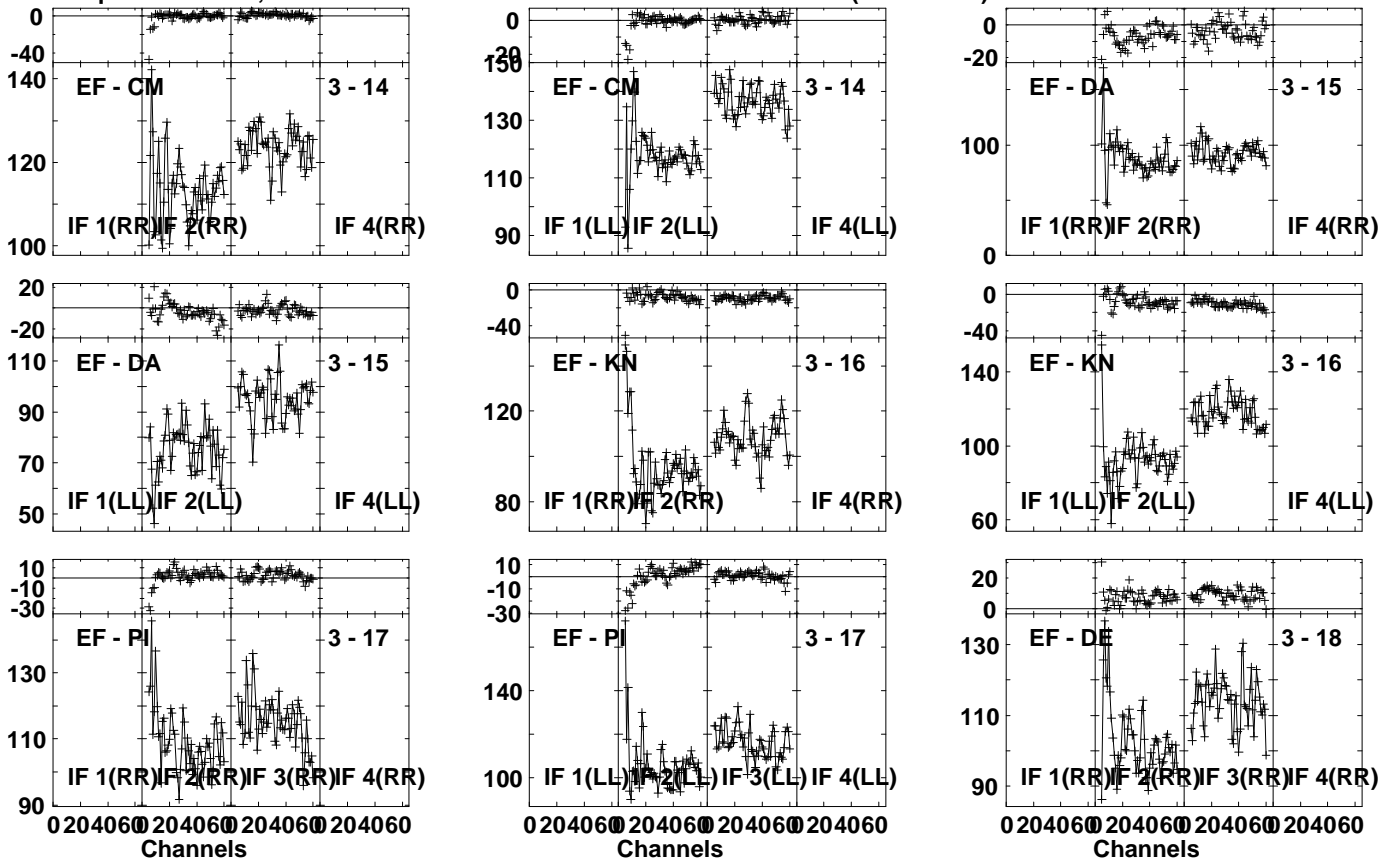 0
-50
EF - CM 3 - 14
140
120
100
IF 1(RR) IF 2(RR) IF 4(RR)
0
-20
150
EF - CM 3 - 14
130
110
90
IF 1(LL) IF 2(LL) IF 4(LL)
0
-20
EF - DA 3 - 15
100
0
IF 1(RR) IF 2(RR) IF 4(RR)
20
-20
EF - DA 3 - 15
110
90
70
50
IF 1(LL) IF 2(LL) IF 4(LL)
0
-40
EF - KN 3 - 16
120
80
IF 1(RR) IF 2(RR) IF 4(RR)
0
-40
EF - KN 3 - 16
140
100
60
IF 1(LL) IF 2(LL) IF 4(LL)
10
-10
-30
EF - PI 3 - 17
130
110
90
IF 1(RR) IF 2(RR) IF 3(RR) IF 4(RR)
10
-10
-30
EF - PI 3 - 17
140
100
IF 1(LL) IF 2(LL) IF 3(LL) IF 4(LL)
20
0
EF - DE 3 - 18
130
110
90
IF 1(RR) IF 2(RR) IF 3(RR) IF 4(RR)
0 20 40 60 0 20 40 60 0 20 40 60 0 20 40 60
Channels
0 20 40 60 0 20 40 60 0 20 40 60 0 20 40 60
Channels
0 20 40 60 0 20 40 60 0 20 40 60 0 20 40 60
Channels